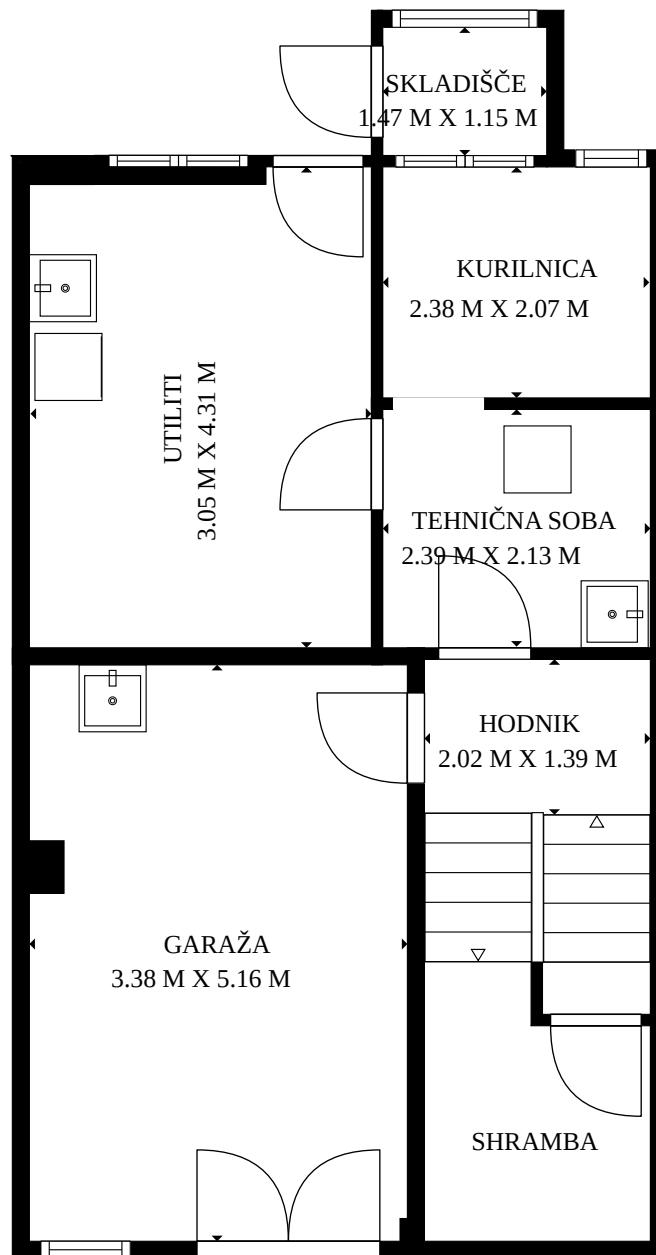 SKLADIŠČE
1.47 M X 1.15 M
KURILNICA
2.38 M X 2.07 M
UTILITI
3.05 M X 4.31 M
TEHNIČNA SOBA
2.39 M X 2.13 M
HODNIK
2.02 M X 1.39 M
GARAŽA
3.38 M X 5.16 M
SHRAMBA